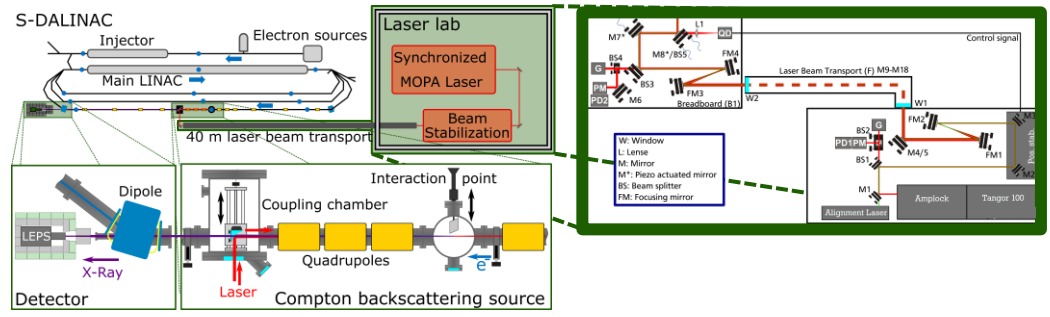 S-DALINAC
Injector
Electron sources
Main LINAC
40 m laser beam transport
Laser lab
Synchronized
MOPA Laser
Beam
Stabilization
Interaction
point
Coupling chamber
Quadrupoles
e-
Laser
Compton backscattering source
Dipole
LEPS
X-Ray
Detector
M7*
M8*/BS5
L1
QD
Control signal
BS4
G
PM
PD2
M6
BS3
FM4
FM3
Breadboard (B1)
Laser Beam Transport (F) M9-M18
W2
W1
W: Window
L: Lense
M: Mirror
M*: Piezo actuated mirror
BS: Beam splitter
FM: Focusing mirror
G
BS2
PD1PM
BS1
M1
M4/5
FM2
FM1
M3
Pos. stab.
M2
Alignment Laser
Amplock
Tangor 100